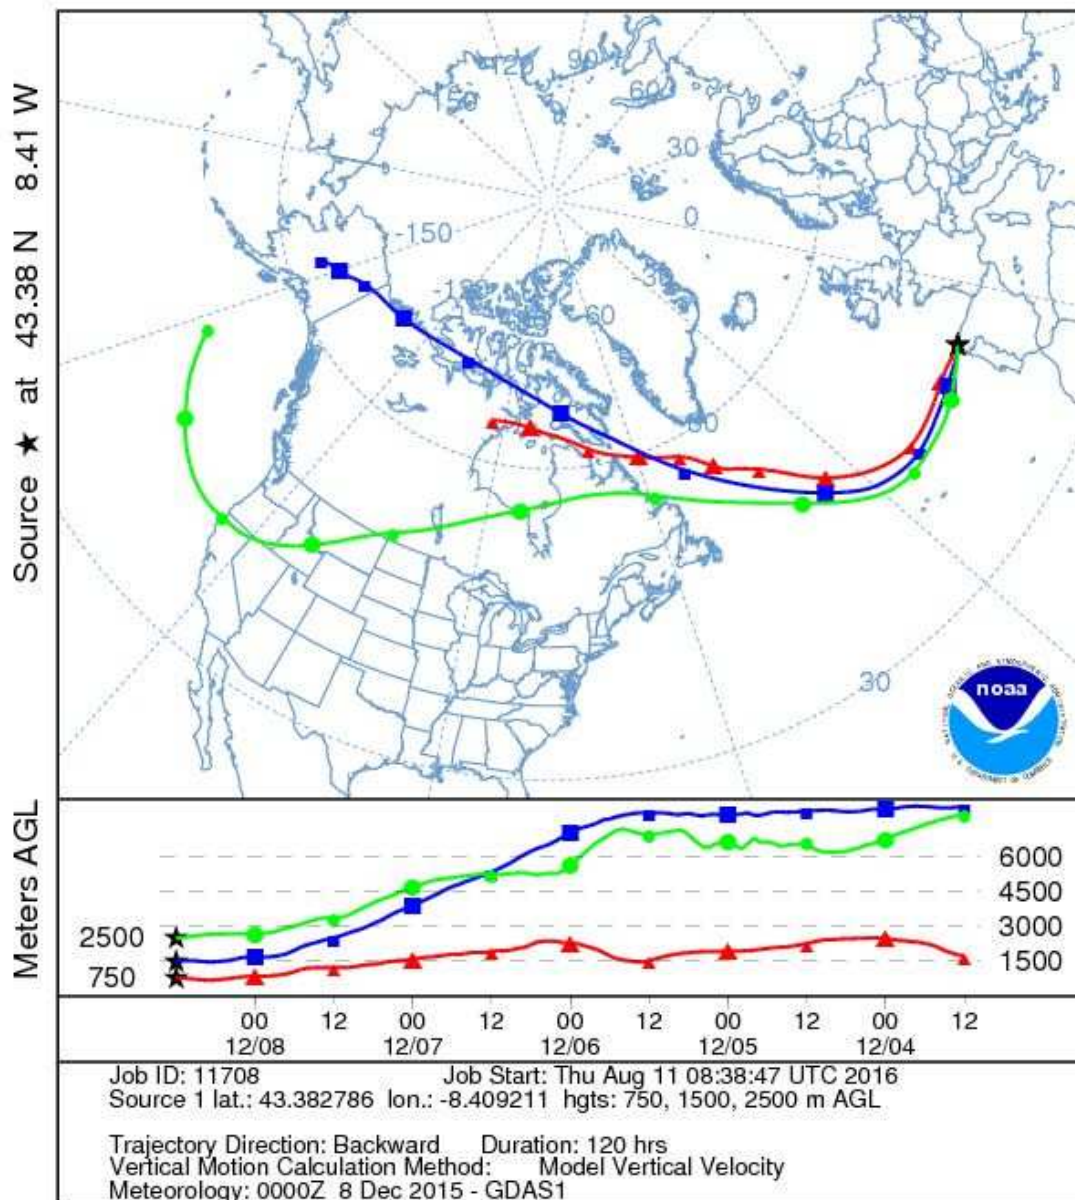 Source ★ at 43.38 N 8.41 W
90
60
150
30
0
-150
-30
60
30
noaa
Meters AGL
6000
4500
3000
1500
2500
750
00 12 00 12 00 12 00 12 00 12
12/08 12/07 12/06 12/05 12/04
Job ID: 11708 Job Start: Thu Aug 11 08:38:47 UTC 2016
Source 1 lat.: 43.382786 lon.: -8.409211 hgts: 750, 1500, 2500 m AGL
Trajectory Direction: Backward Duration: 120 hrs
Vertical Motion Calculation Method: Model Vertical Velocity
Meteorology: 0000Z 8 Dec 2015 - GDAS1